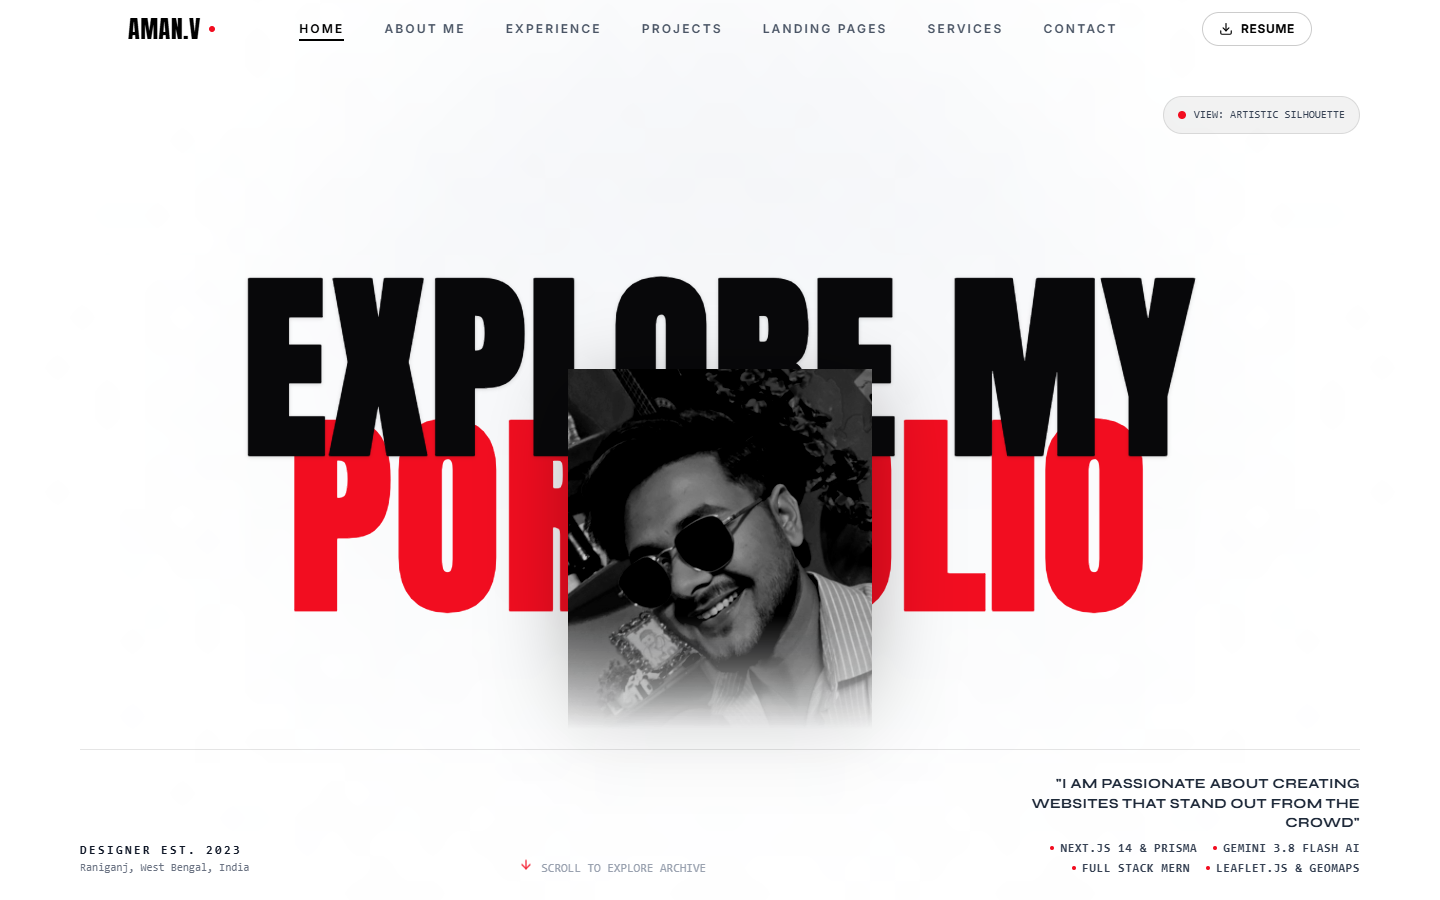 AMAN.V
HOME ABOUT ME EXPERIENCE PROJECTS LANDING PAGES SERVICES CONTACT
RESUME
VIEW: ARTISTIC SILHOUETTE
EXPLORE MY
PORTFOLIO
"I AM PASSIONATE ABOUT CREATING
WEBSITES THAT STAND OUT FROM THE
CROWD"
DESIGNER EST. 2023
Raniganj, West Bengal, India
SCROLL TO EXPLORE ARCHIVE
NEXT.JS 14 & PRISMA GEMINI 3.8 FLASH AI
FULL STACK MERN LEAFLET.JS & GEOMAPS